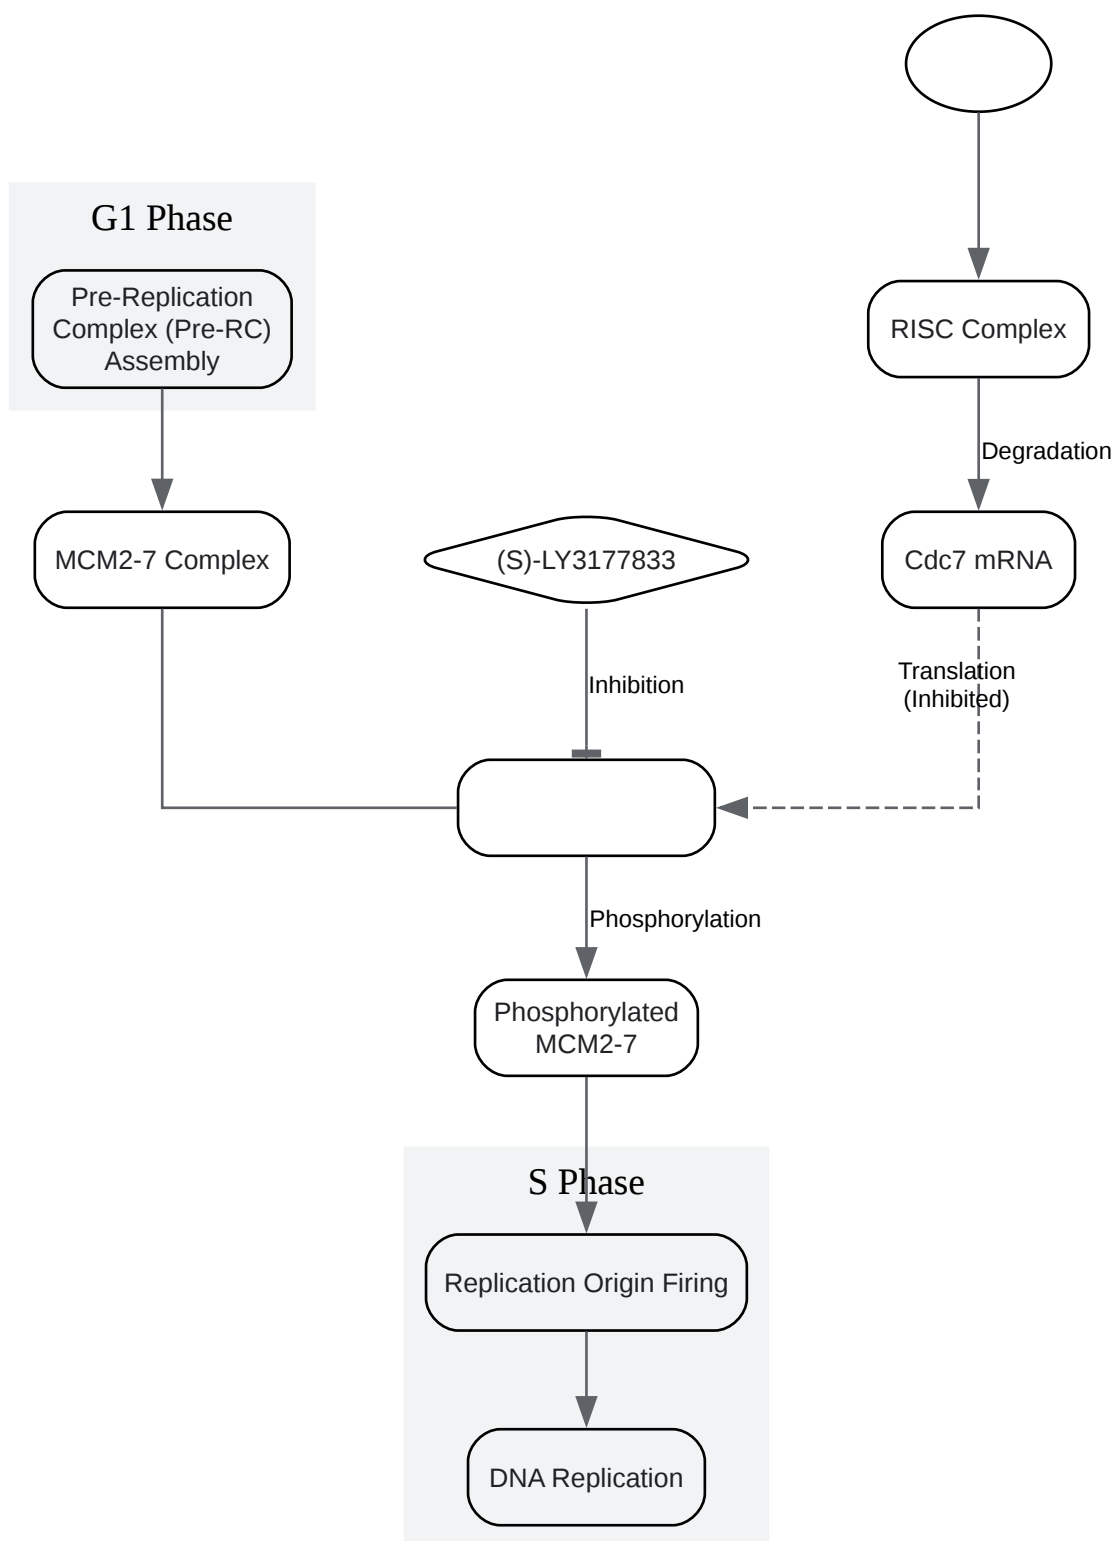 G1 Phase
Pre-Replication
Complex (Pre-RC)
Assembly
RISC Complex
Degradation
MCM2-7 Complex
(S)-LY3177833
Cdc7 mRNA
Inhibition
Translation
(Inhibited)
Phosphorylation
Phosphorylated
MCM2-7
S Phase
Replication Origin Firing
DNA Replication